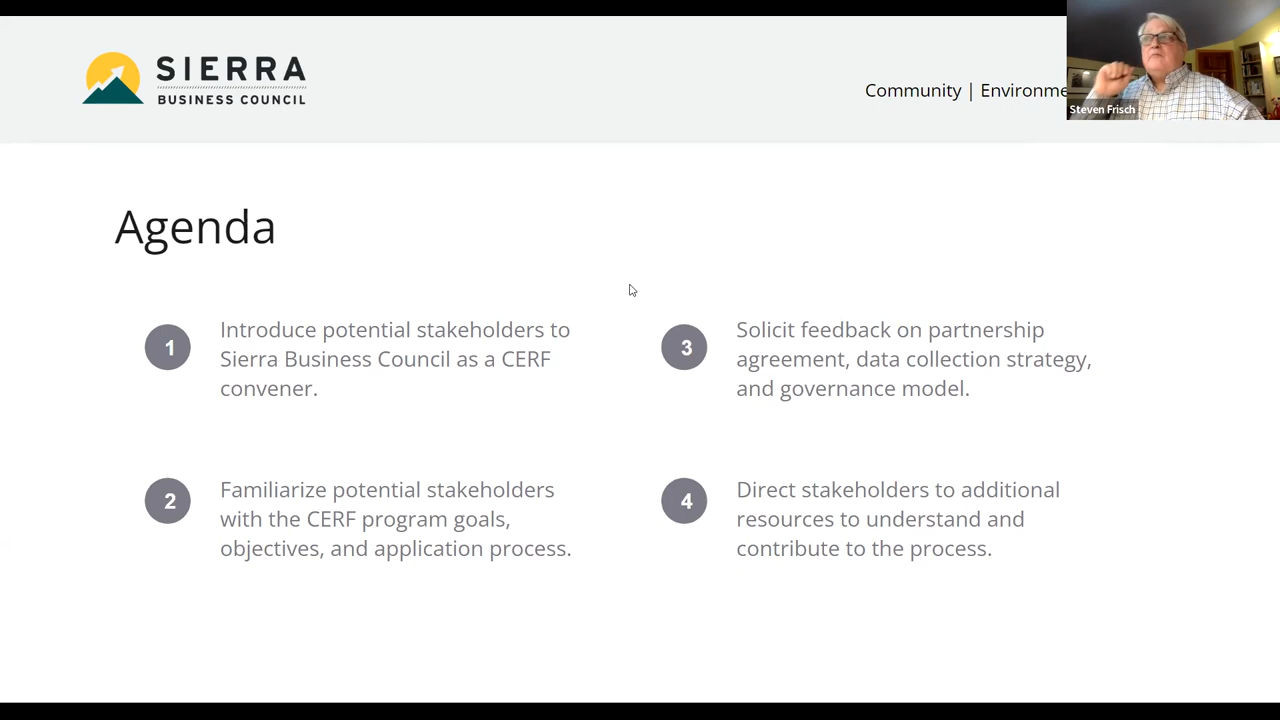 SIERRA
BUSINESS COUNCIL
Community | Environme
Steven Frisch
Agenda
1
Introduce potential stakeholders to
Sierra Business Council as a CERF
convener.
2
Familiarize potential stakeholders
with the CERF program goals,
objectives, and application process.
3
Solicit feedback on partnership
agreement, data collection strategy,
and governance model.
4
Direct stakeholders to additional
resources to understand and
contribute to the process.